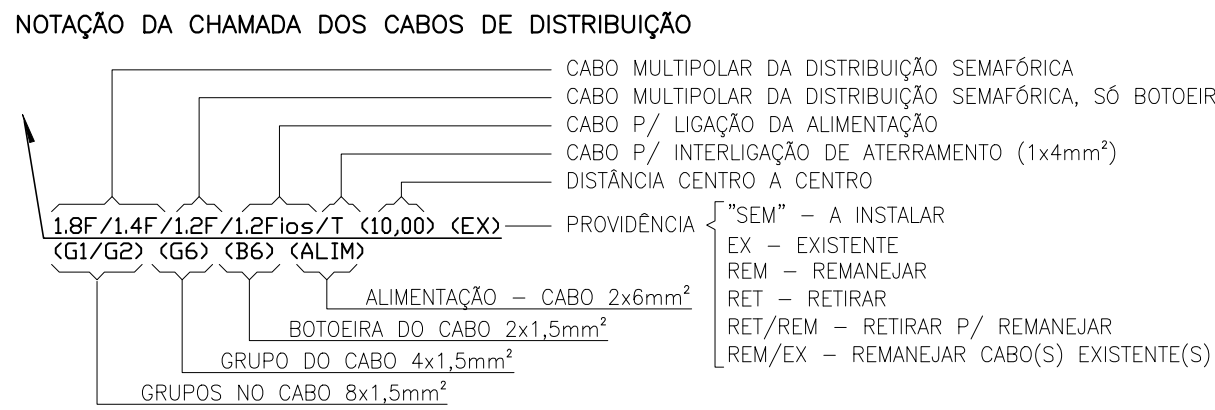 NOTAÇÃO DA CHAMADA DOS CABOS DE DISTRIBUIÇÃO
CABO MULTIPOLAR DA DISTRIBUIÇÃO SEMAFÓRICA
CABO MULTIPOLAR DA DISTRIBUIÇÃO SEMAFÓRICA, SÓ BOTOEIR
CABO P/ LIGAÇÃO DA ALIMENTAÇÃO
CABO P/ INTERLIGAÇÃO DE ATERRAMENTO (1x4mm²)
DISTÂNCIA CENTRO A CENTRO
1.8F/1.4F/1.2F/1.2Fios/T (10,00) (EX)
PROVIDÊNCIA
"SEM" – A INSTALAR
EX – EXISTENTE
REM – REMANEJAR
RET – RETIRAR
RET/REM – RETIRAR P/ REMANEJAR
REM/EX – REMANEJAR CABO(S) EXISTENTE(S)
(G1/G2) (G6) (B6) (ALIM)
ALIMENTAÇÃO – CABO 2x6mm²
BOTOEIRA DO CABO 2x1,5mm²
GRUPO DO CABO 4x1,5mm²
GRUPOS NO CABO 8x1,5mm²